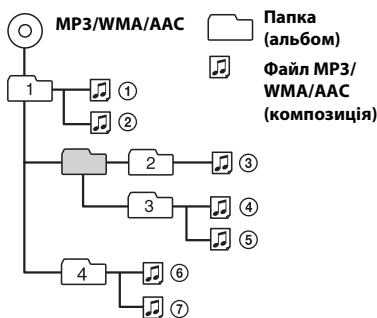 MP3/WMA/AAC
Папка
(альбом)
Файл MP3/
WMA/AAC
(композиція)
1
①
②
2
③
3
④
⑤
4
⑥
⑦